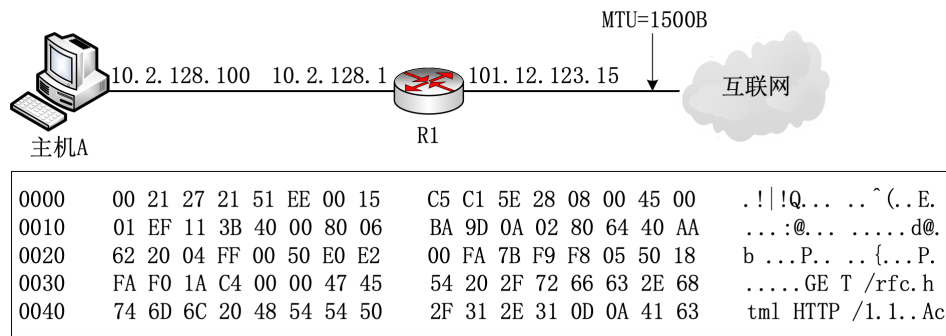 MTU=1500B
10.2.128.100 10.2.128.1 101.12.123.15
互联网
R1
主机A
0000 00 21 27 21 51 EE 00 15 C5 C1 5E 28 08 00 45 00 .!|!Q... ..^(..E.
0010 01 EF 11 3B 40 00 80 06 BA 9D 0A 02 80 64 40 AA ...:@... .....d@.
0020 62 20 04 FF 00 50 E0 E2 00 FA 7B F9 F8 05 50 18 b ...P.. ..{...P.
0030 FA F0 1A C4 00 00 47 45 54 20 2F 72 66 63 2E 68 .....GE T /rfc.h
0040 74 6D 6C 20 48 54 54 50 2F 31 2E 31 0D 0A 41 63 tml HTTP /1.1..Ac